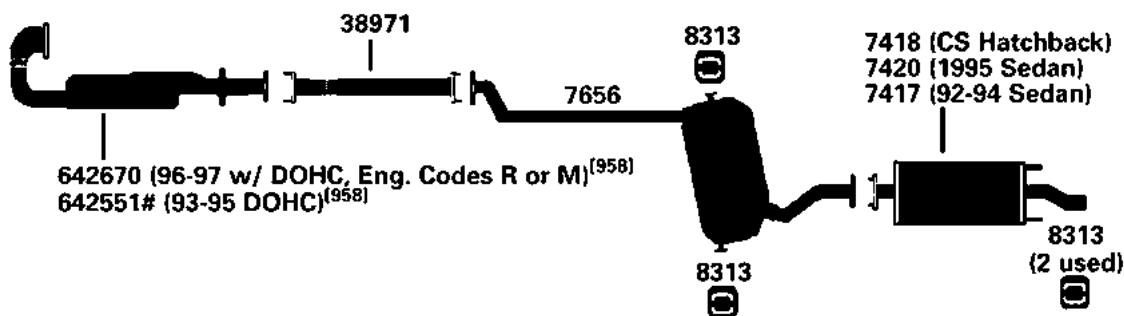 38971
8313
7418 (CS Hatchback)
7420 (1995 Sedan)
7417 (92-94 Sedan)
7656
642670 (96-97 w/ DOHC, Eng. Codes R or M)(958)
642551# (93-95 DOHC)(958)
8313
8313
(2 used)